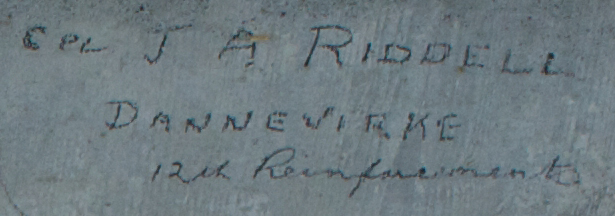 Cpl J A RIDDELL
DANNEVIRKE
12th Reinforcements